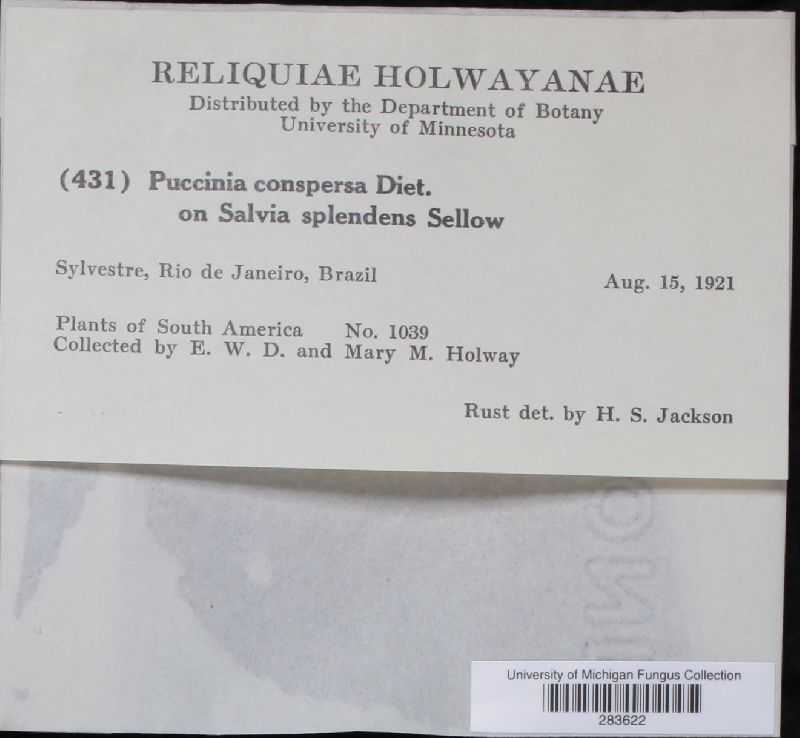 RELIQUIAE HOLWAYANAE
Distributed by the Department of Botany
University of Minnesota
(431) Puccinia conspersa Diet.
on Salvia splendens Sellow
Sylvestre, Rio de Janeiro, Brazil Aug. 15, 1921
Plants of South America No. 1039
Collected by E. W. D. and Mary M. Holway
Rust det. by H. S. Jackson
University of Michigan Fungus Collection
283622